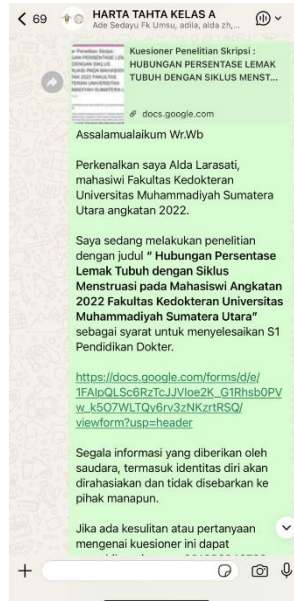 69
HARTA TAHTA KELAS A
Ade Sedayu Fk Umsu, adila, alda zh,...
Kuesioner Penelitian Skripsi :
HUBUNGAN PERSENTASE LEMAK
TUBUH DENGAN SIKLUS MENST...
docs.google.com
Assalamualaikum Wr.Wb
Perkenalkan saya Alda Larasati,
mahasiwi Fakultas Kedokteran
Universitas Muhammadiyah Sumatera
Utara angkatan 2022.
Saya sedang melakukan penelitian
dengan judul “ Hubungan Persentase
Lemak Tubuh dengan Siklus
Menstruasi pada Mahasiswi Angkatan
2022 Fakultas Kedokteran Universitas
Muhammadiyah Sumatera Utara”
sebagai syarat untuk menyelesaikan S1
Pendidikan Dokter.
https://docs.google.com/forms/d/e/
1FAIpQLSc6RzTcJJVloe2K_G1Rhsb0PV
w_k5O7WLTQv6rv3zNKzrtRSQ/
viewform?usp=header
Segala informasi yang diberikan oleh
saudara, termasuk identitas diri akan
dirahasiakan dan tidak disebarkan ke
pihak manapun.
Jika ada kesulitan atau pertanyaan
mengenai kuesioner ini dapat